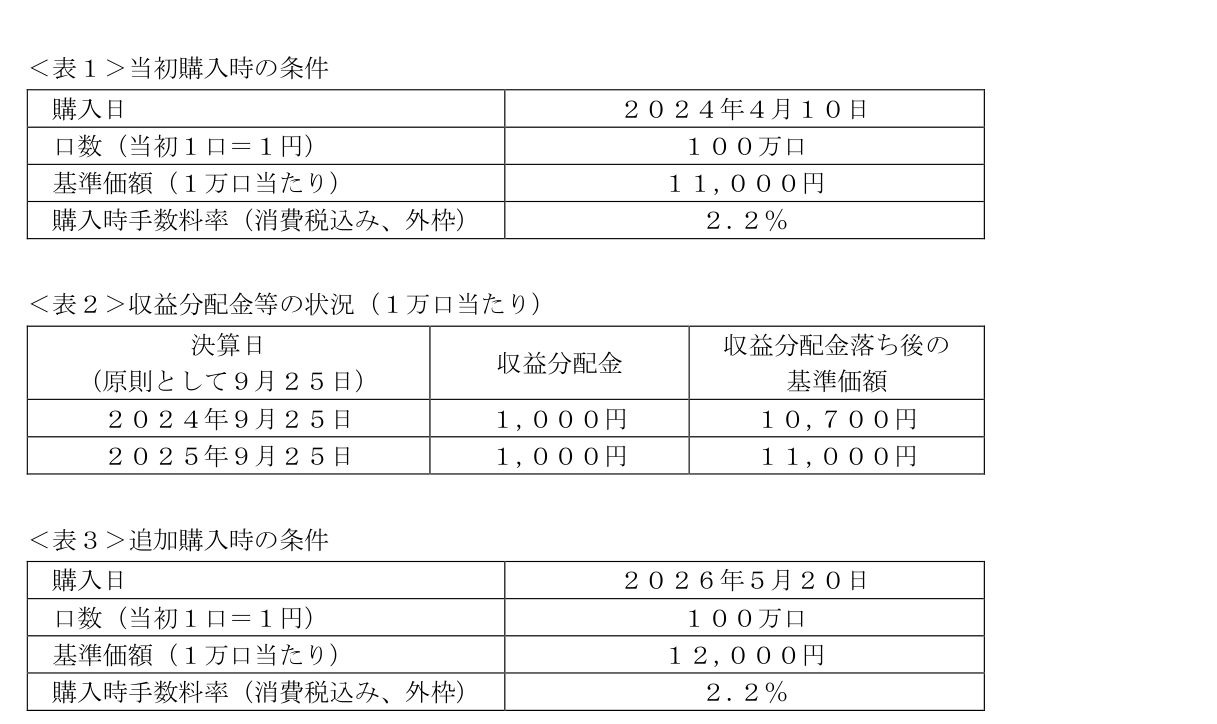 ＜表１＞当初購入時の条件
購入日 ２０２４年４月１０日
口数（当初１口＝１円） １００万口
基準価額（１万口当たり） １１,０００円
購入時手数料率（消費税込み、外枠） ２.２％
＜表２＞収益分配金等の状況（１万口当たり）
決算日
（原則として９月２５日） 収益分配金 収益分配金落ち後の
基準価額
２０２４年９月２５日 １,０００円 １０,７００円
２０２５年９月２５日 １,０００円 １１,０００円
＜表３＞追加購入時の条件
購入日 ２０２６年５月２０日
口数（当初１口＝１円） １００万口
基準価額（１万口当たり） １２,０００円
購入時手数料率（消費税込み、外枠） ２.２％